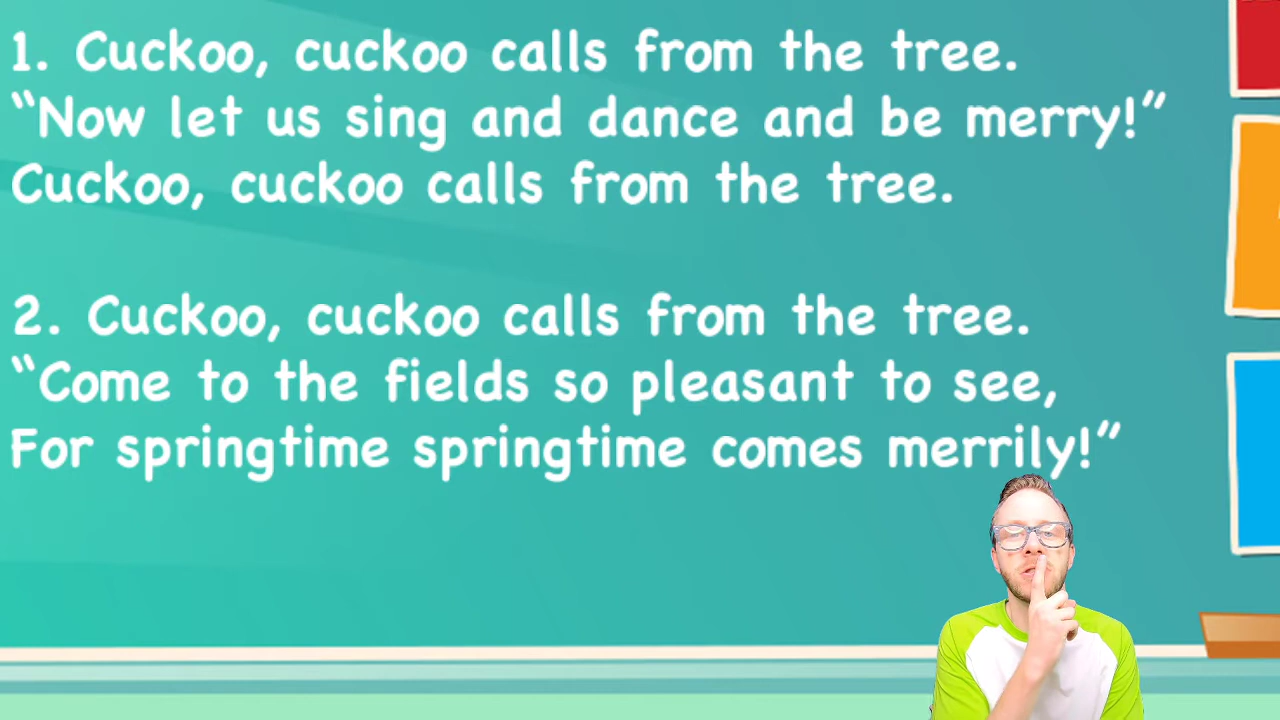 1. Cuckoo, cuckoo calls from the tree.
“Now let us sing and dance and be merry!”
Cuckoo, cuckoo calls from the tree.
2. Cuckoo, cuckoo calls from the tree.
“Come to the fields so pleasant to see,
For springtime springtime comes merrily!”